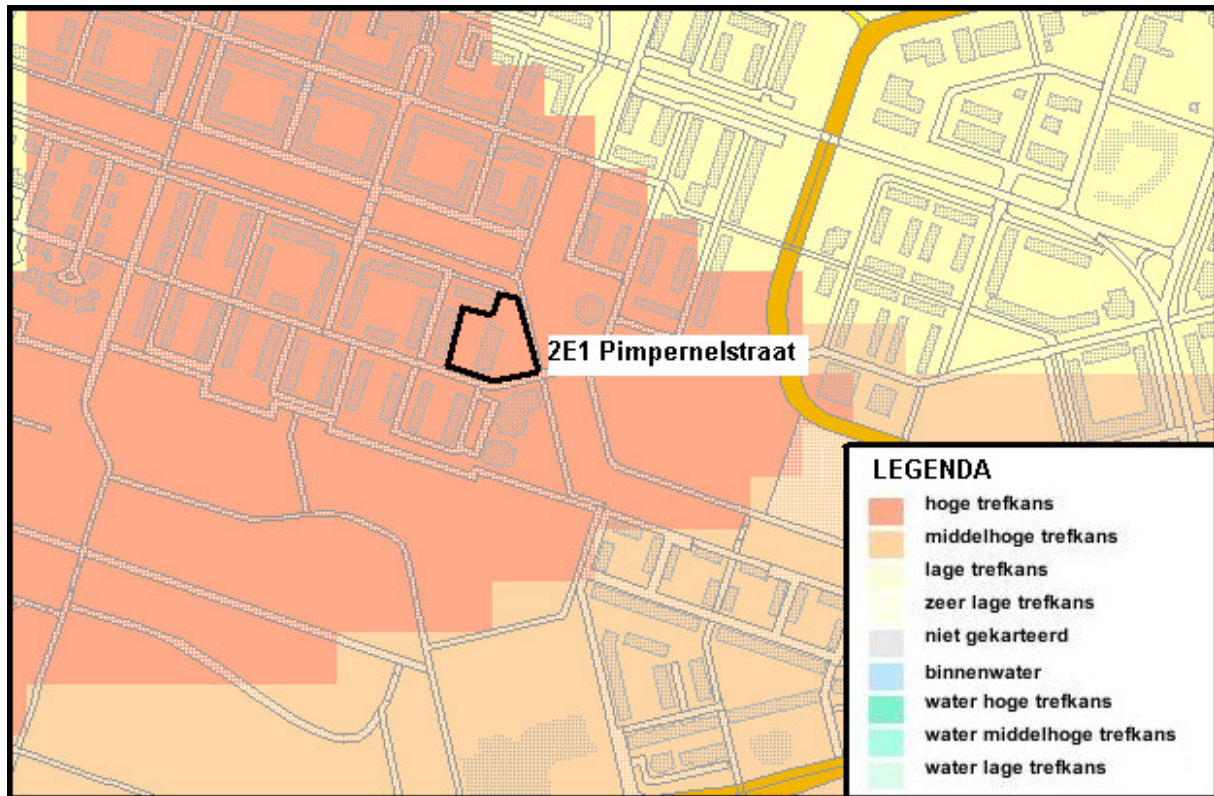 2E1 Pimpernelstraat
LEGENDA
hoge trefkans
middelhoge trefkans
lage trefkans
zeer lage trefkans
niet gekarteerd
binnenwater
water hoge trefkans
water middelhoge trefkans
water lage trefkans